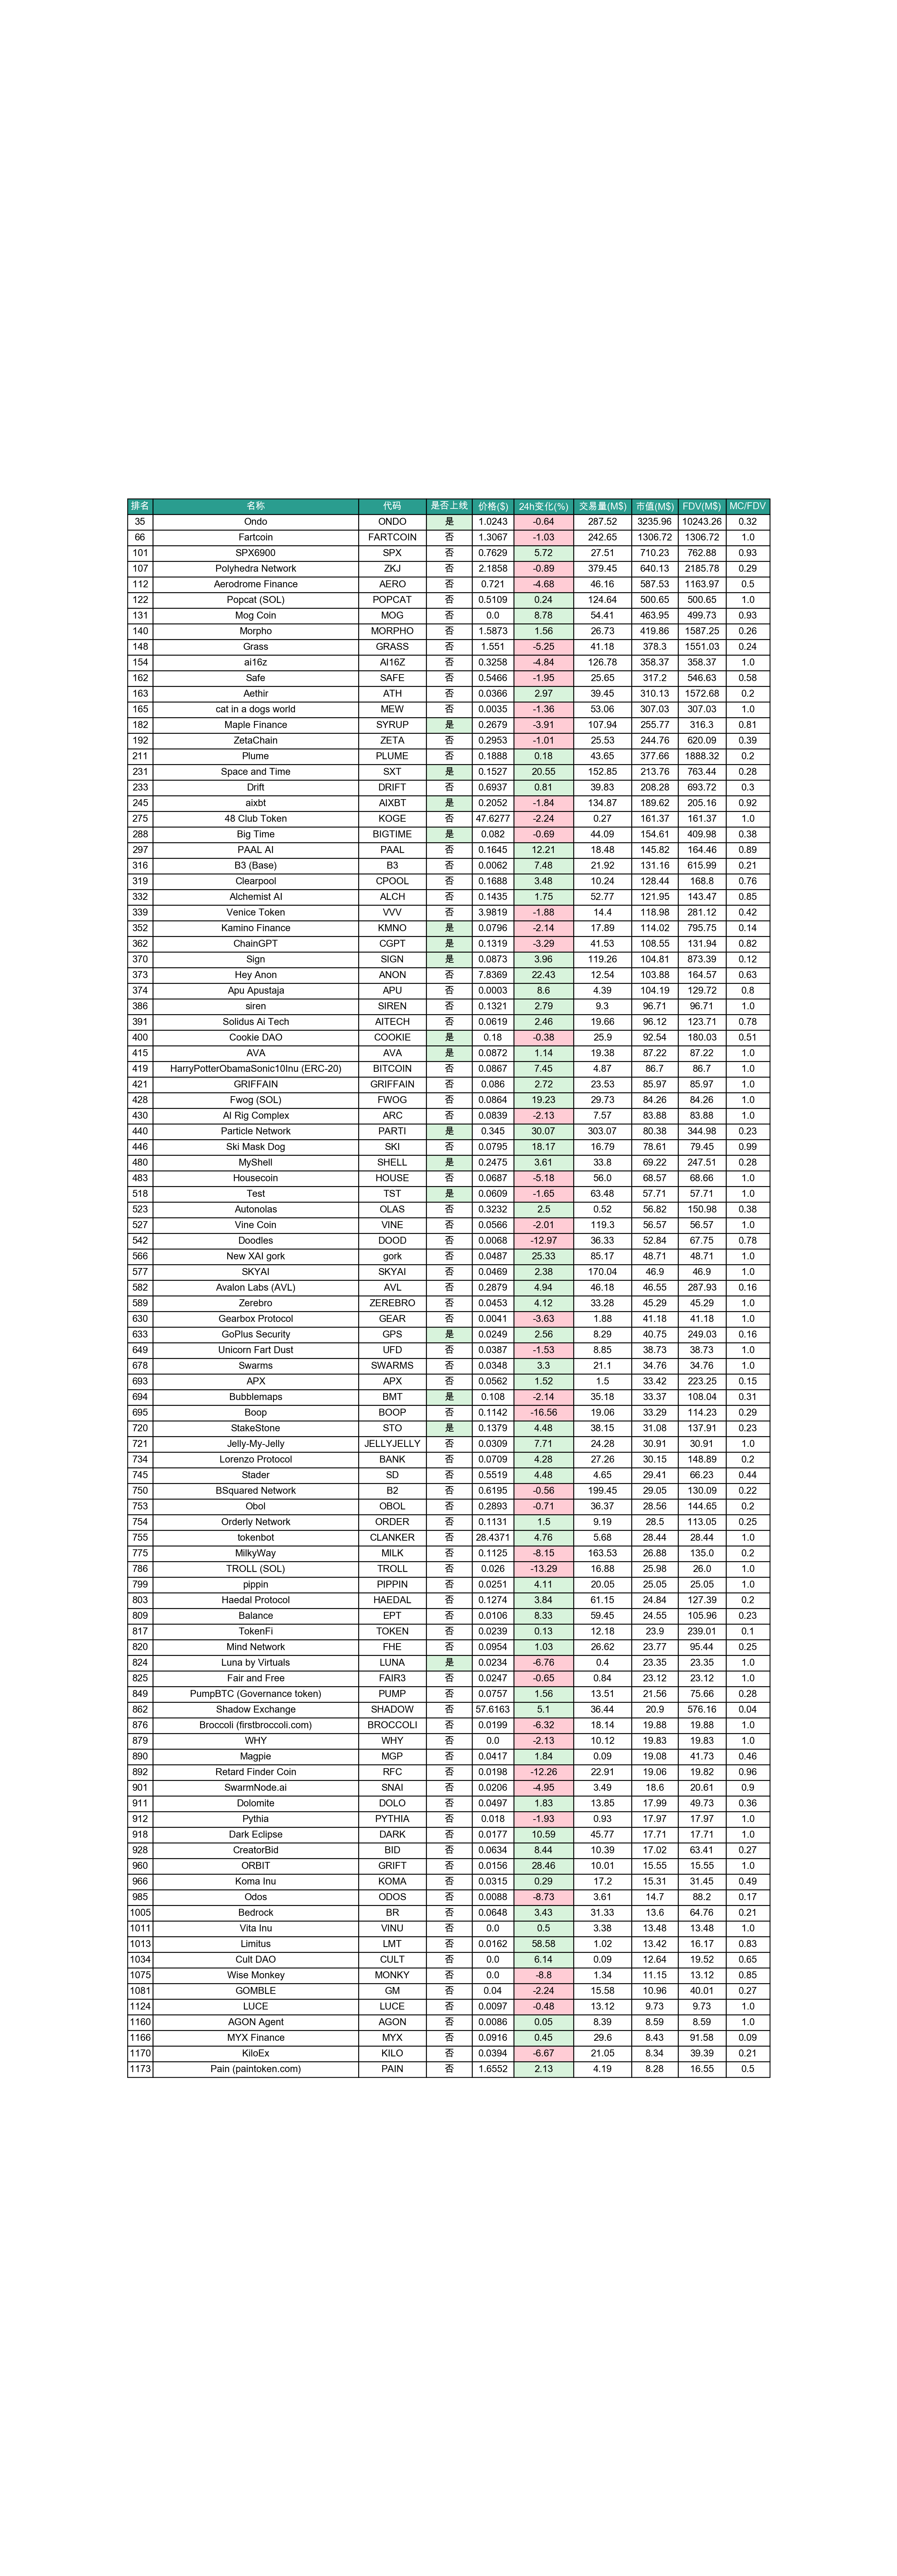 排名 名称 代码 是否上线 价格($) 24h变化(%) 交易量(M$) 市值(M$) FDV(M$) MC/FDV
35 Ondo ONDO 是 1.0243 -0.64 287.52 3235.96 10243.26 0.32
66 Fartcoin FARTCOIN 否 1.3067 -1.03 242.65 1306.72 1306.72 1.0
101 SPX6900 SPX 否 0.7629 5.72 27.51 710.23 762.88 0.93
107 Polyhedra Network ZKJ 否 2.1858 -0.89 379.45 640.13 2185.78 0.29
112 Aerodrome Finance AERO 否 0.721 -4.68 46.16 587.53 1163.97 0.5
122 Popcat (SOL) POPCAT 否 0.5109 0.24 124.64 500.65 500.65 1.0
131 Mog Coin MOG 否 0.0 8.78 54.41 463.95 499.73 0.93
140 Morpho MORPHO 否 1.5873 1.56 26.73 419.86 1587.25 0.26
148 Grass GRASS 否 1.551 -5.25 41.18 378.3 1551.03 0.24
154 ai16z AI16Z 否 0.3258 -4.84 126.78 358.37 358.37 1.0
162 Safe SAFE 否 0.5466 -1.95 25.65 317.2 546.63 0.58
163 Aethir ATH 否 0.0366 2.97 39.45 310.13 1572.68 0.2
165 cat in a dogs world MEW 否 0.0035 -1.36 53.06 307.03 307.03 1.0
182 Maple Finance SYRUP 是 0.2679 -3.91 107.94 255.77 316.3 0.81
192 ZetaChain ZETA 否 0.2953 -1.01 25.53 244.76 620.09 0.39
211 Plume PLUME 否 0.1888 0.18 43.65 377.66 1888.32 0.2
231 Space and Time SXT 是 0.1527 20.55 152.85 213.76 763.44 0.28
233 Drift DRIFT 否 0.6937 0.81 39.83 208.28 693.72 0.3
245 aixbt AIXBT 是 0.2052 -1.84 134.87 189.62 205.16 0.92
275 48 Club Token KOGE 否 47.6277 -2.24 0.27 161.37 161.37 1.0
288 Big Time BIGTIME 是 0.082 -0.69 44.09 154.61 409.98 0.38
297 PAAL AI PAAL 否 0.1645 12.21 18.48 145.82 164.46 0.89
316 B3 (Base) B3 否 0.0062 7.48 21.92 131.16 615.99 0.21
319 Clearpool CPOOL 否 0.1688 3.48 10.24 128.44 168.8 0.76
332 Alchemist AI ALCH 否 0.1435 1.75 52.77 121.95 143.47 0.85
339 Venice Token VVV 否 3.9819 -1.88 14.4 118.98 281.12 0.42
352 Kamino Finance KMNO 是 0.0796 -2.14 17.89 114.02 795.75 0.14
362 ChainGPT CGPT 是 0.1319 -3.29 41.53 108.55 131.94 0.82
370 Sign SIGN 是 0.0873 3.96 119.26 104.81 873.39 0.12
373 Hey Anon ANON 否 7.8369 22.43 12.54 103.88 164.57 0.63
374 Apu Apustaja APU 否 0.0003 8.6 4.39 104.19 129.72 0.8
386 siren SIREN 否 0.1321 2.79 9.3 96.71 96.71 1.0
391 Solidus Ai Tech AITECH 否 0.0619 2.46 19.66 96.12 123.71 0.78
400 Cookie DAO COOKIE 是 0.18 -0.38 25.9 92.54 180.03 0.51
415 AVA AVA 是 0.0872 1.14 19.38 87.22 87.22 1.0
419 HarryPotterObamaSonic10Inu (ERC-20) BITCOIN 否 0.0867 7.45 4.87 86.7 86.7 1.0
421 GRIFFAIN GRIFFAIN 否 0.086 2.72 23.53 85.97 85.97 1.0
428 Fwog (SOL) FWOG 否 0.0864 19.23 29.73 84.26 84.26 1.0
430 AI Rig Complex ARC 否 0.0839 -2.13 7.57 83.88 83.88 1.0
440 Particle Network PARTI 是 0.345 30.07 303.07 80.38 344.98 0.23
446 Ski Mask Dog SKI 否 0.0795 18.17 16.79 78.61 79.45 0.99
480 MyShell SHELL 是 0.2475 3.61 33.8 69.22 247.51 0.28
483 Housecoin HOUSE 否 0.0687 -5.18 56.0 68.57 68.66 1.0
518 Test TST 是 0.0609 -1.65 63.48 57.71 57.71 1.0
523 Autonolas OLAS 否 0.3232 2.5 0.52 56.82 150.98 0.38
527 Vine Coin VINE 否 0.0566 -2.01 119.3 56.57 56.57 1.0
542 Doodles DOOD 否 0.0068 -12.97 36.33 52.84 67.75 0.78
566 New XAI gork gork 否 0.0487 25.33 85.17 48.71 48.71 1.0
577 SKYAI SKYAI 否 0.0469 2.38 170.04 46.9 46.9 1.0
582 Avalon Labs (AVL) AVL 否 0.2879 4.94 46.18 46.55 287.93 0.16
589 Zerebro ZEREBRO 否 0.0453 4.12 33.28 45.29 45.29 1.0
630 Gearbox Protocol GEAR 否 0.0041 -3.63 1.88 41.18 41.18 1.0
633 GoPlus Security GPS 是 0.0249 2.56 8.29 40.75 249.03 0.16
649 Unicorn Fart Dust UFD 否 0.0387 -1.53 8.85 38.73 38.73 1.0
678 Swarms SWARMS 否 0.0348 3.3 21.1 34.76 34.76 1.0
693 APX APX 否 0.0562 1.52 1.5 33.42 223.25 0.15
694 Bubblemaps BMT 是 0.108 -2.14 35.18 33.37 108.04 0.31
695 Boop BOOP 否 0.1142 -16.56 19.06 33.29 114.23 0.29
720 StakeStone STO 是 0.1379 4.48 38.15 31.08 137.91 0.23
721 Jelly-My-Jelly JELLYJELLY 否 0.0309 7.71 24.28 30.91 30.91 1.0
734 Lorenzo Protocol BANK 否 0.0709 4.28 27.26 30.15 148.89 0.2
745 Stader SD 否 0.5519 4.48 4.65 29.41 66.23 0.44
750 BSquared Network B2 否 0.6195 -0.56 199.45 29.05 130.09 0.22
753 Obol OBOL 否 0.2893 -0.71 36.37 28.56 144.65 0.2
754 Orderly Network ORDER 否 0.1131 1.5 9.19 28.5 113.05 0.25
755 tokenbot CLANKER 否 28.4371 4.76 5.68 28.44 28.44 1.0
775 MilkyWay MILK 否 0.1125 -8.15 163.53 26.88 135.0 0.2
786 TROLL (SOL) TROLL 否 0.026 -13.29 16.88 25.98 26.0 1.0
799 pippin PIPPIN 否 0.0251 4.11 20.05 25.05 25.05 1.0
803 Haedal Protocol HAEDAL 否 0.1274 3.84 61.15 24.84 127.39 0.2
809 Balance EPT 否 0.0106 8.33 59.45 24.55 105.96 0.23
817 TokenFi TOKEN 否 0.0239 0.13 12.18 23.9 239.01 0.1
820 Mind Network FHE 否 0.0954 1.03 26.62 23.77 95.44 0.25
824 Luna by Virtuals LUNA 是 0.0234 -6.76 0.4 23.35 23.35 1.0
825 Fair and Free FAIR3 否 0.0247 -0.65 0.84 23.12 23.12 1.0
849 PumpBTC (Governance token) PUMP 否 0.0757 1.56 13.51 21.56 75.66 0.28
862 Shadow Exchange SHADOW 否 57.6163 5.1 36.44 20.9 576.16 0.04
876 Broccoli (firstbroccoli.com) BROCCOLI 否 0.0199 -6.32 18.14 19.88 19.88 1.0
879 WHY WHY 否 0.0 -2.13 10.12 19.83 19.83 1.0
890 Magpie MGP 否 0.0417 1.84 0.09 19.08 41.73 0.46
892 Retard Finder Coin RFC 否 0.0198 -12.26 22.91 19.06 19.82 0.96
901 SwarmNode.ai SNAI 否 0.0206 -4.95 3.49 18.6 20.61 0.9
911 Dolomite DOLO 否 0.0497 1.83 13.85 17.99 49.73 0.36
912 Pythia PYTHIA 否 0.018 -1.93 0.93 17.97 17.97 1.0
918 Dark Eclipse DARK 否 0.0177 10.59 45.77 17.71 17.71 1.0
928 CreatorBid BID 否 0.0634 8.44 10.39 17.02 63.41 0.27
960 ORBIT GRIFT 否 0.0156 28.46 10.01 15.55 15.55 1.0
966 Koma Inu KOMA 否 0.0315 0.29 17.2 15.31 31.45 0.49
985 Odos ODOS 否 0.0088 -8.73 3.61 14.7 88.2 0.17
1005 Bedrock BR 否 0.0648 3.43 31.33 13.6 64.76 0.21
1011 Vita Inu VINU 否 0.0 0.5 3.38 13.48 13.48 1.0
1013 Limitus LMT 否 0.0162 58.58 1.02 13.42 16.17 0.83
1034 Cult DAO CULT 否 0.0 6.14 0.09 12.64 19.52 0.65
1075 Wise Monkey MONKY 否 0.0 -8.8 1.34 11.15 13.12 0.85
1081 GOMBLE GM 否 0.04 -2.24 15.58 10.96 40.01 0.27
1124 LUCE LUCE 否 0.0097 -0.48 13.12 9.73 9.73 1.0
1160 AGON Agent AGON 否 0.0086 0.05 8.39 8.59 8.59 1.0
1166 MYX Finance MYX 否 0.0916 0.45 29.6 8.43 91.58 0.09
1170 KiloEx KILO 否 0.0394 -6.67 21.05 8.34 39.39 0.21
1173 Pain (paintoken.com) PAIN 否 1.6552 2.13 4.19 8.28 16.55 0.5